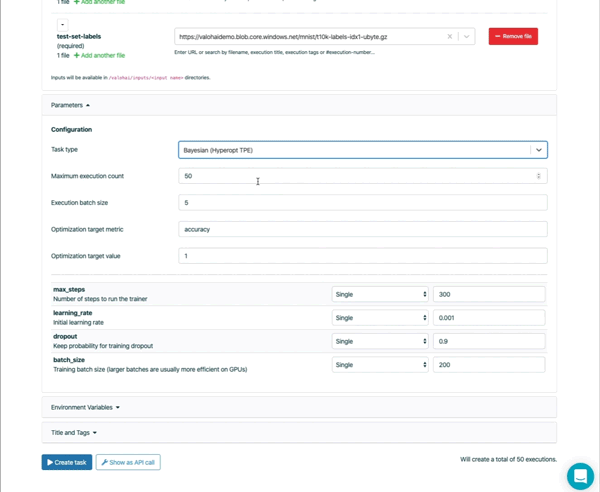 1 file + Add another file
test-set-labels
(required)
1 file + Add another file
https://valohaidemo.blob.core.windows.net/mnist/t10k-labels-idx1-ubyte.gz
Remove file
Enter URL or search by filename, execution title, execution tags or #execution-number...
Inputs will be available in /valohai/inputs/<input name> directories.
Parameters
Configuration
Task type
Bayesian (Hyperopt TPE)
Maximum execution count
50
Execution batch size
5
Optimization target metric
accuracy
Optimization target value
1
max_steps
Number of steps to run the trainer
Single
300
learning_rate
Initial learning rate
Single
0.001
dropout
Keep probability for training dropout
Single
0.9
batch_size
Training batch size (larger batches are usually more efficient on GPUs)
Single
200
Environment Variables
Title and Tags
Create task
Show as API call
Will create a total of 50 executions.